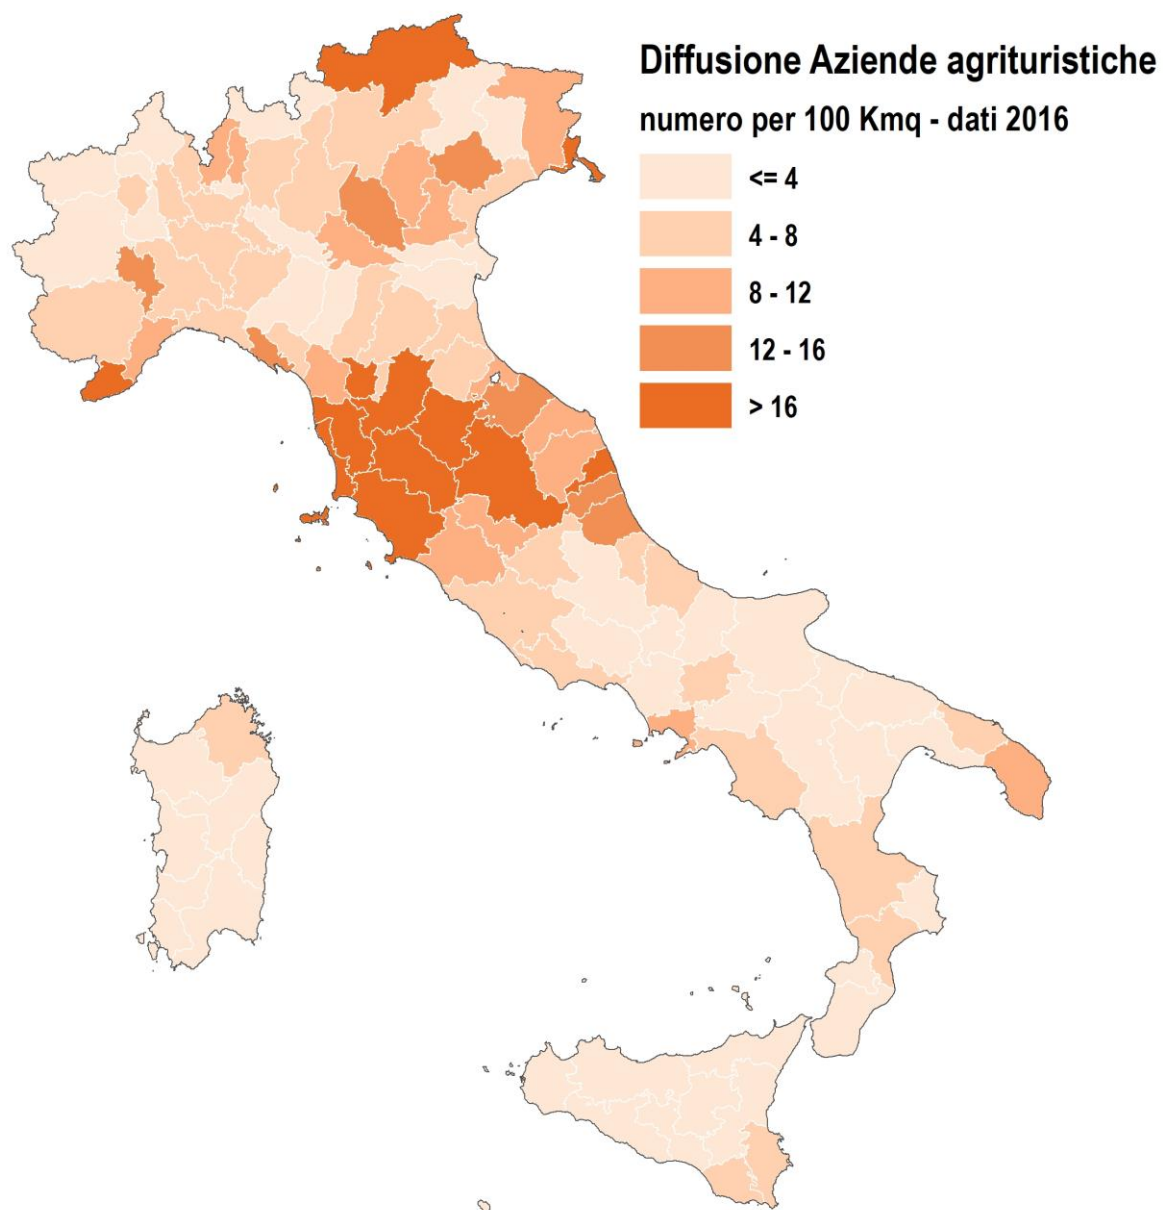 Diffusione Aziende agrituristiche
numero per 100 Kmq - dati 2016
<= 4
4 - 8
8 - 12
12 - 16
> 16